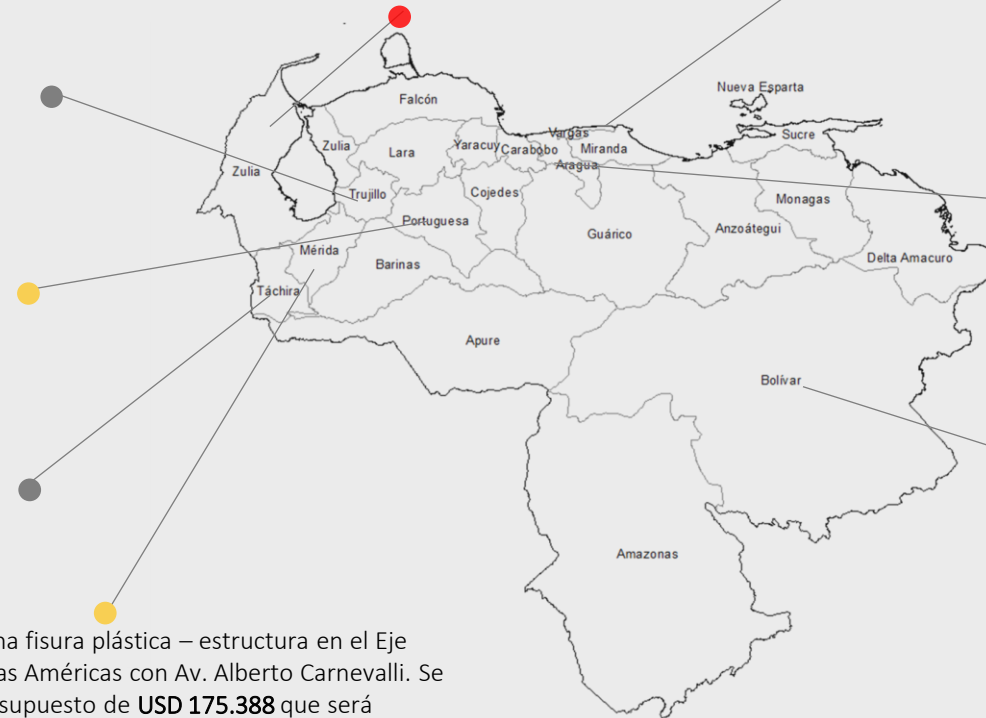 Nueva Esparta
Falcón
Vargas
Sucre
Zulia
Lara
Yaracuy
Carabobo
Miranda
Aragua
Zulia
Trujillo
Cojedes
Monagas
Portuguesa
Guárico
Anzoátegui
Mérida
Barinas
Delta Amacuro
Táchira
Apure
Bolívar
Amazonas
na fisura plástica – estructura en el Eje
as Américas con Av. Alberto Carnevalli. Se
supuesto de USD 175.388 que será